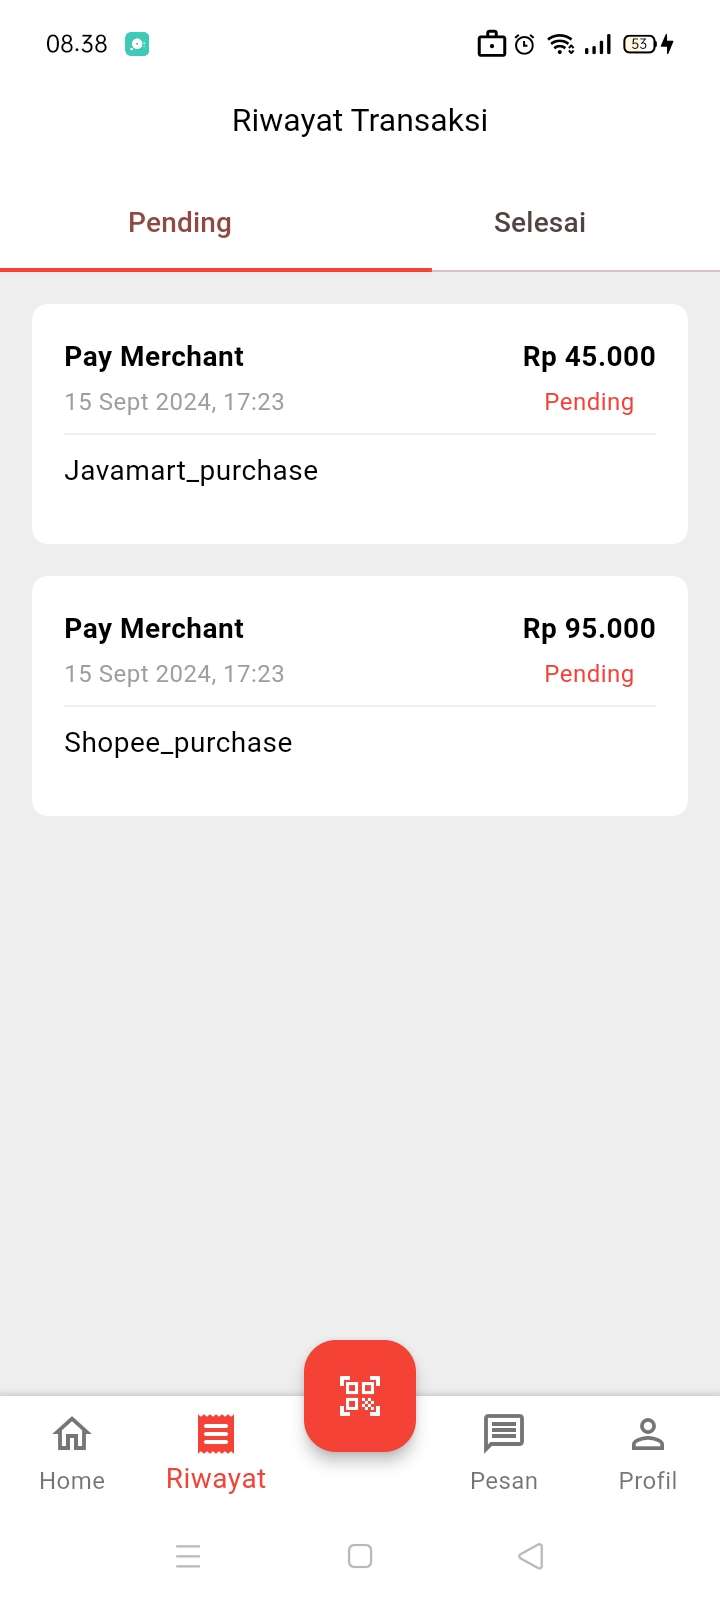 08.38
53
Riwayat Transaksi
Pending
Selesai
Pay Merchant
Rp 45.000
15 Sept 2024, 17:23
Pending
Javamart_purchase
Pay Merchant
Rp 95.000
15 Sept 2024, 17:23
Pending
Shopee_purchase
Home
Riwayat
Pesan
Profil